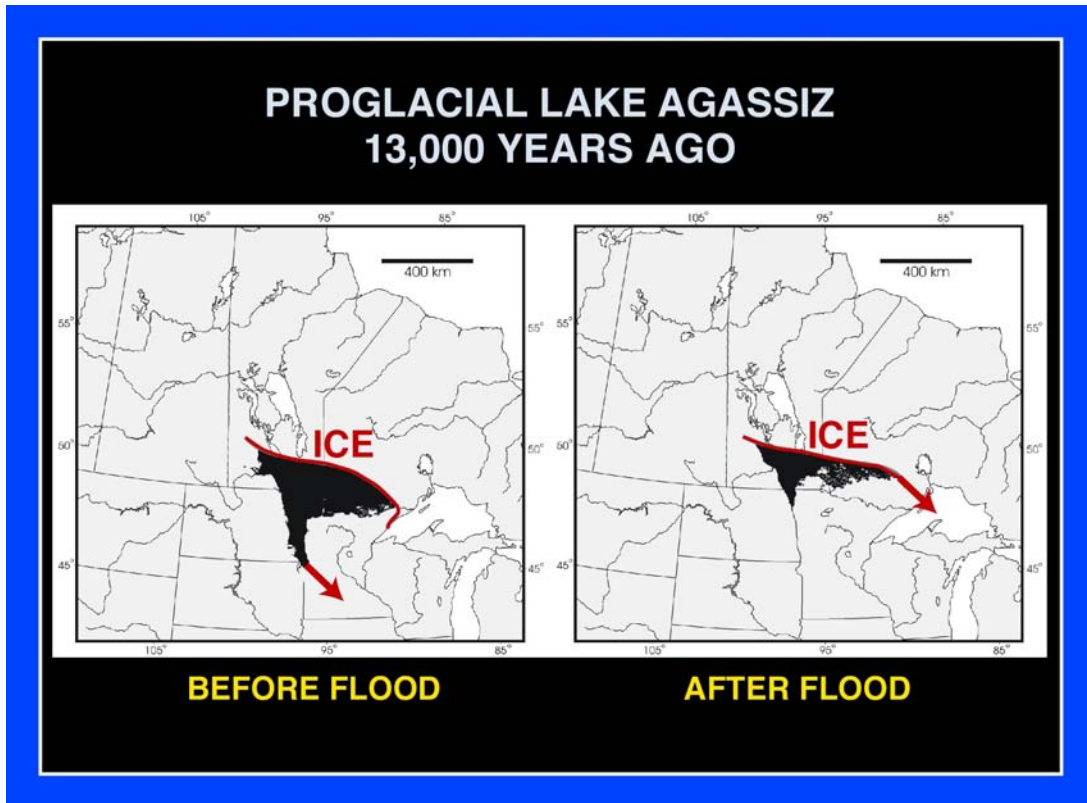 PROGLACIAL LAKE AGASSIZ
13,000 YEARS AGO
105° 95° 85°
400 km
55° 55°
50° 50°
45° 45°
ICE
105° 95° 85°
BEFORE FLOOD
105° 95° 85°
400 km
55° 55°
50° 50°
45° 45°
ICE
105° 95° 85°
AFTER FLOOD